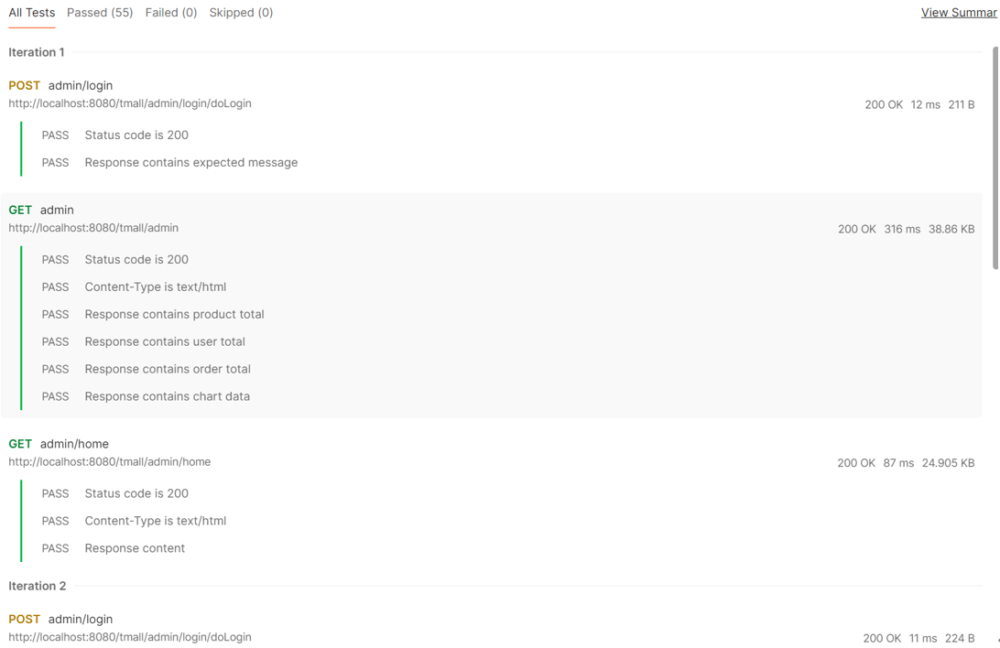 All Tests Passed (55) Failed (0) Skipped (0) View Summar
Iteration 1
POST admin/login
http://localhost:8080/tmall/admin/login/doLogin 200 OK 12 ms 211 B
PASS Status code is 200
PASS Response contains expected message
GET admin
http://localhost:8080/tmall/admin 200 OK 316 ms 38.86 KB
PASS Status code is 200
PASS Content-Type is text/html
PASS Response contains product total
PASS Response contains user total
PASS Response contains order total
PASS Response contains chart data
GET admin/home
http://localhost:8080/tmall/admin/home 200 OK 87 ms 24.905 KB
PASS Status code is 200
PASS Content-Type is text/html
PASS Response content
Iteration 2
POST admin/login
http://localhost:8080/tmall/admin/login/doLogin 200 OK 11 ms 224 B